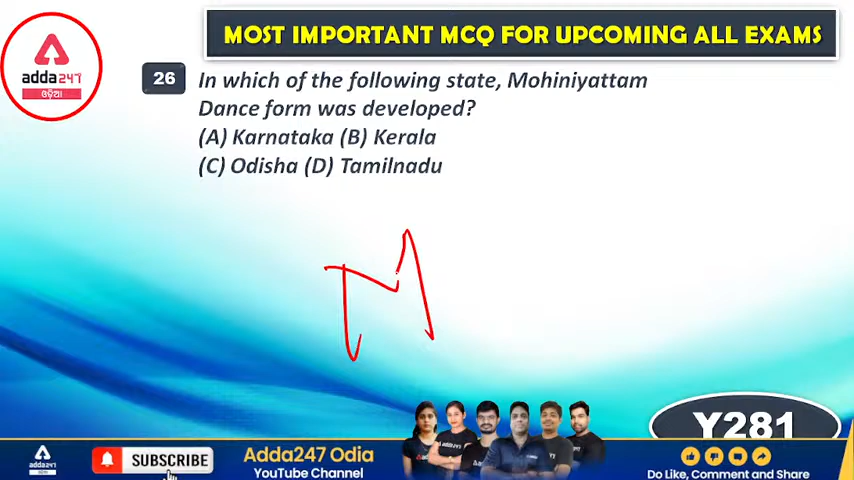 MOST IMPORTANT MCQ FOR UPCOMING ALL EXAMS
adda247
ଓଡ଼ିଆ
26 In which of the following state, Mohiniyattam
Dance form was developed?
(A) Karnataka (B) Kerala
(C) Odisha (D) Tamilnadu
M
Y281
adda247
SUBSCRIBE
Adda247 Odia
YouTube Channel
Do Like, Comment and Share